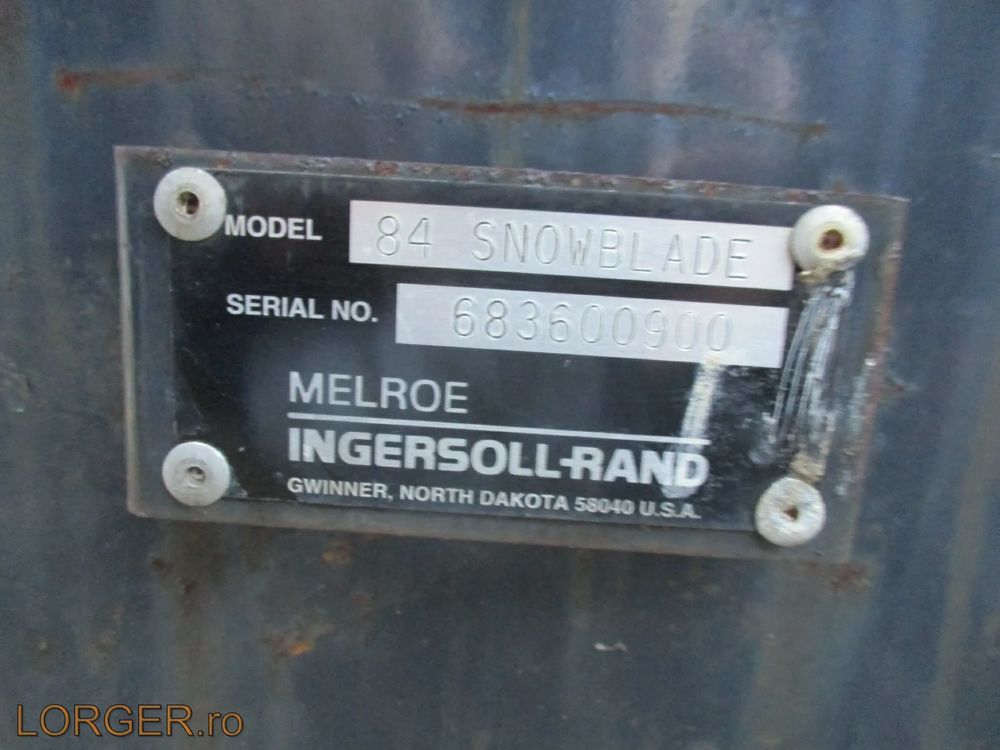 MODEL 84 SNOWBLADE
SERIAL NO. 683600900
MELROE
INGERSOLL-RAND
GWINNER, NORTH DAKOTA 58040 U.S.A.
LORGER.ro